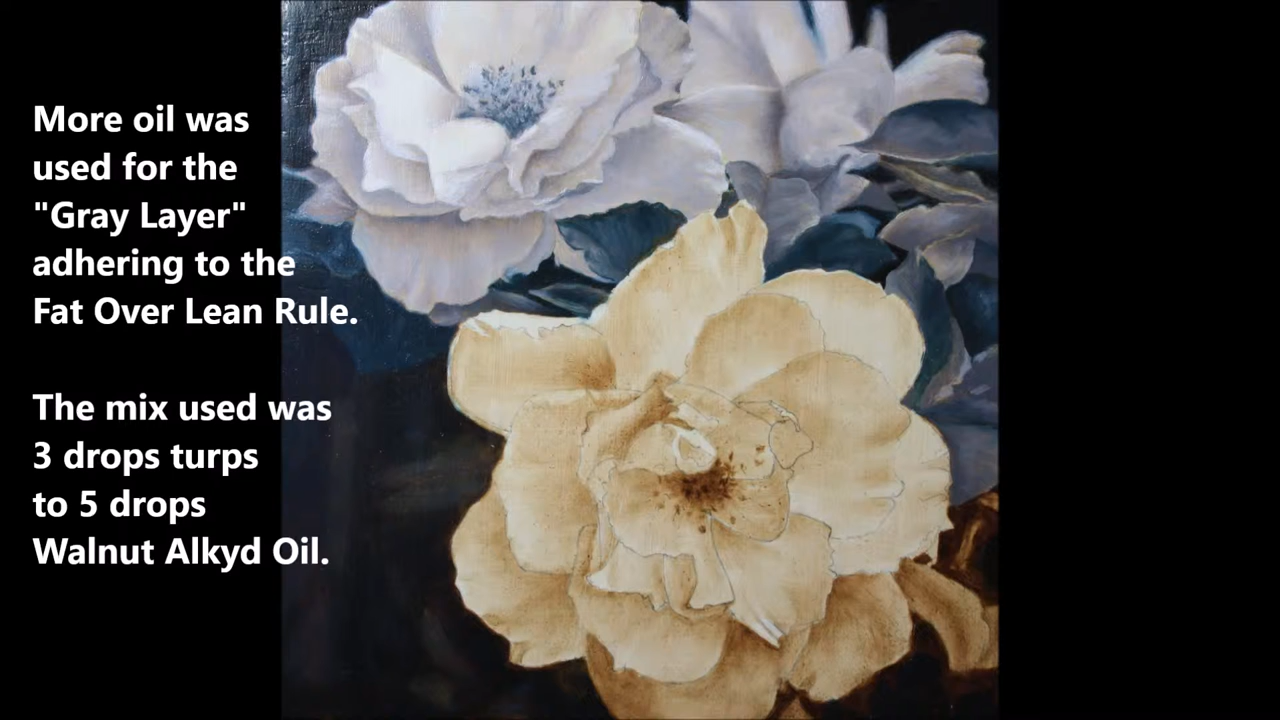 More oil was
used for the
"Gray Layer"
adhering to the
Fat Over Lean Rule.
The mix used was
3 drops turps
to 5 drops
Walnut Alkyd Oil.